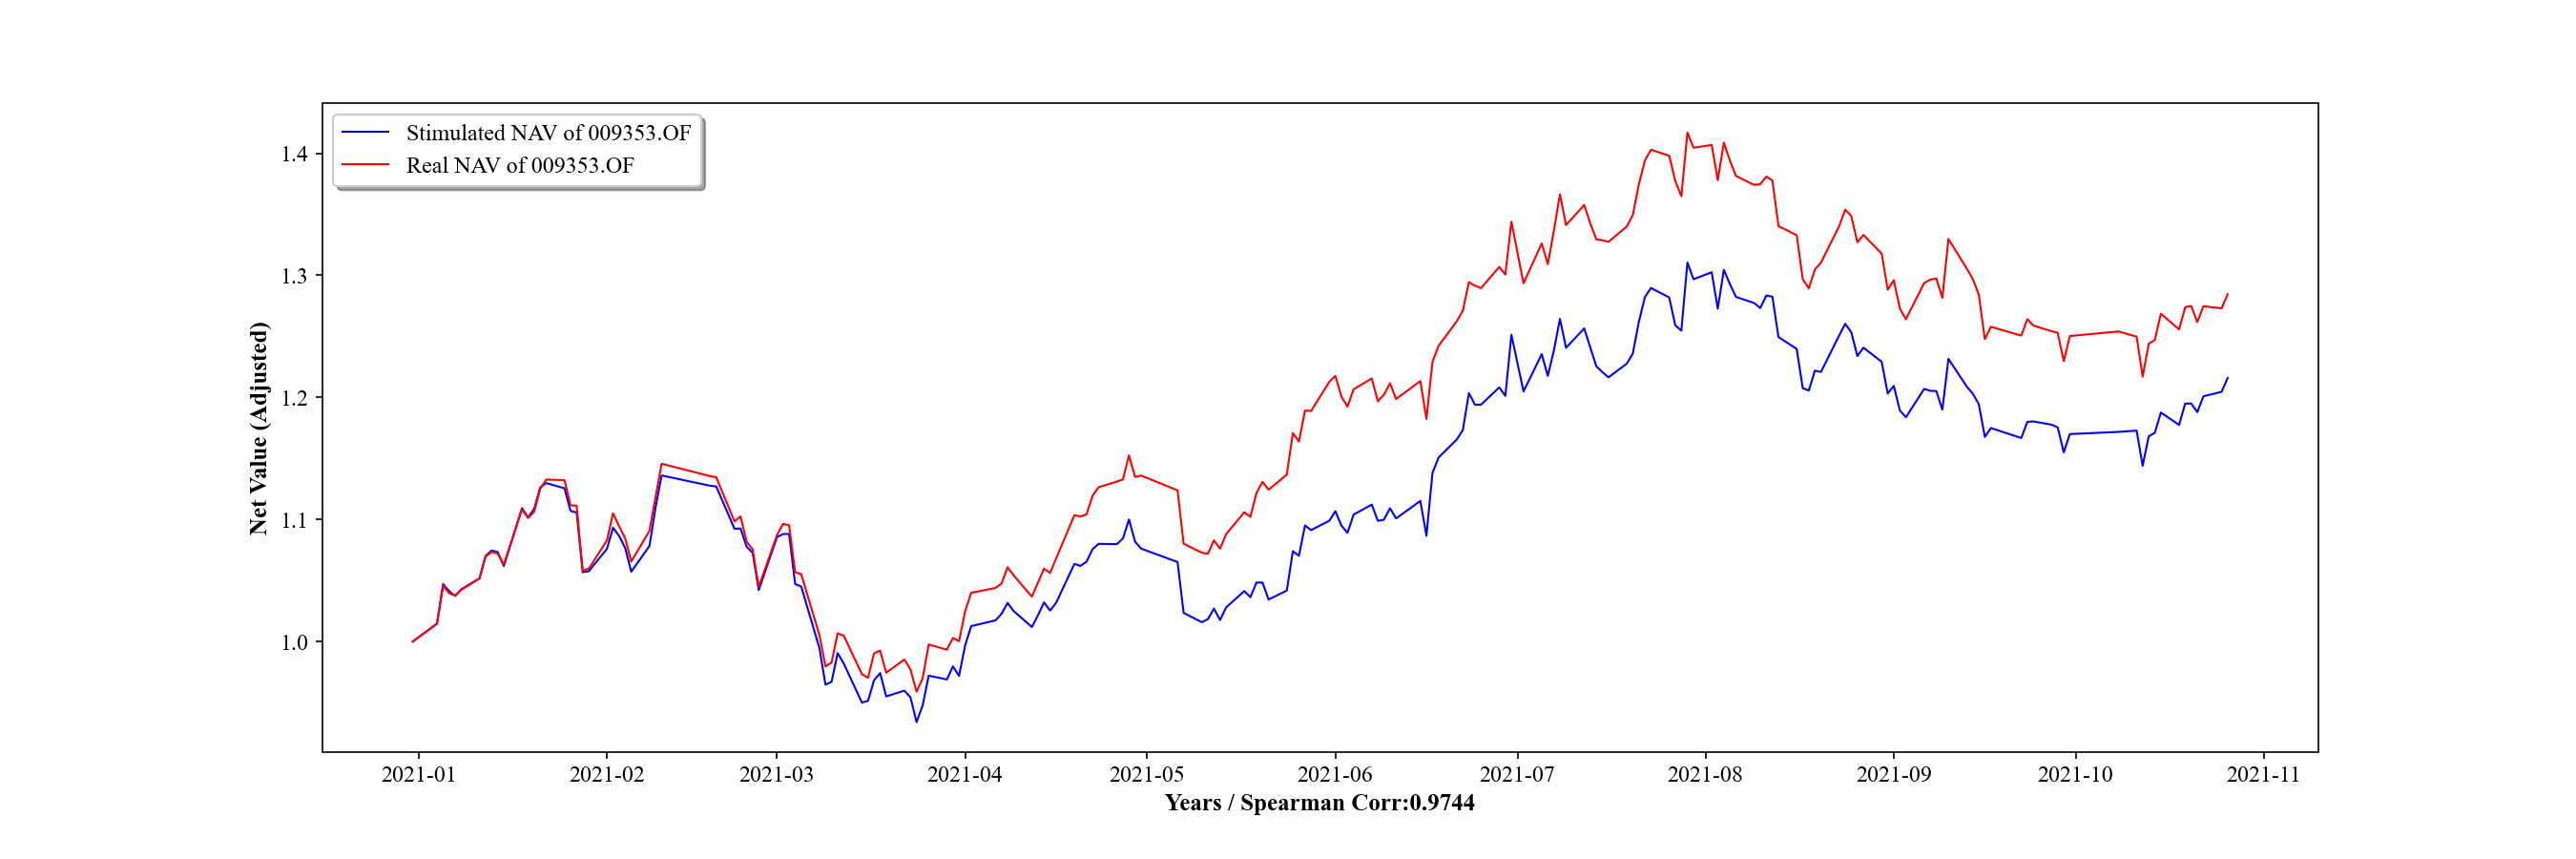 Stimulated NAV of 009353.OF
Real NAV of 009353.OF
Net Value (Adjusted)
1.4
1.3
1.2
1.1
1.0
2021-01 2021-02 2021-03 2021-04 2021-05 2021-06 2021-07 2021-08 2021-09 2021-10 2021-11
Years / Spearman Corr:0.9744